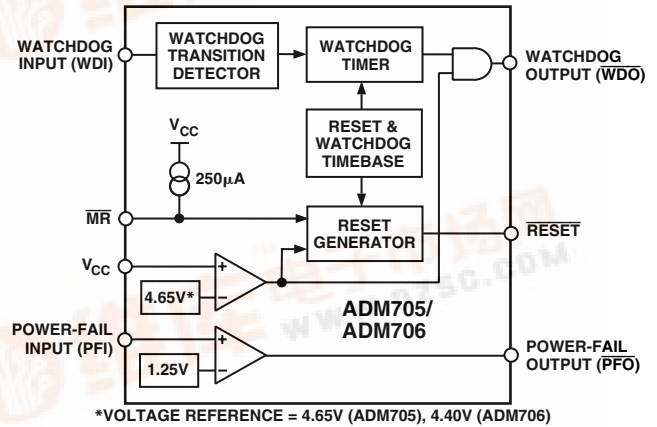 WATCHDOG
INPUT (WDI)
WATCHDOG
TRANSITION
DETECTOR
WATCHDOG
TIMER
WATCHDOG
OUTPUT (WDO)
RESET &
WATCHDOG
TIMEBASE
VCC
250μA
MR
RESET
GENERATOR
RESET
VCC
4.65V*
+
−
ADM705/
ADM706
POWER-FAIL
INPUT (PFI)
1.25V
+
−
POWER-FAIL
OUTPUT (PFO)
*VOLTAGE REFERENCE = 4.65V (ADM705), 4.40V (ADM706)